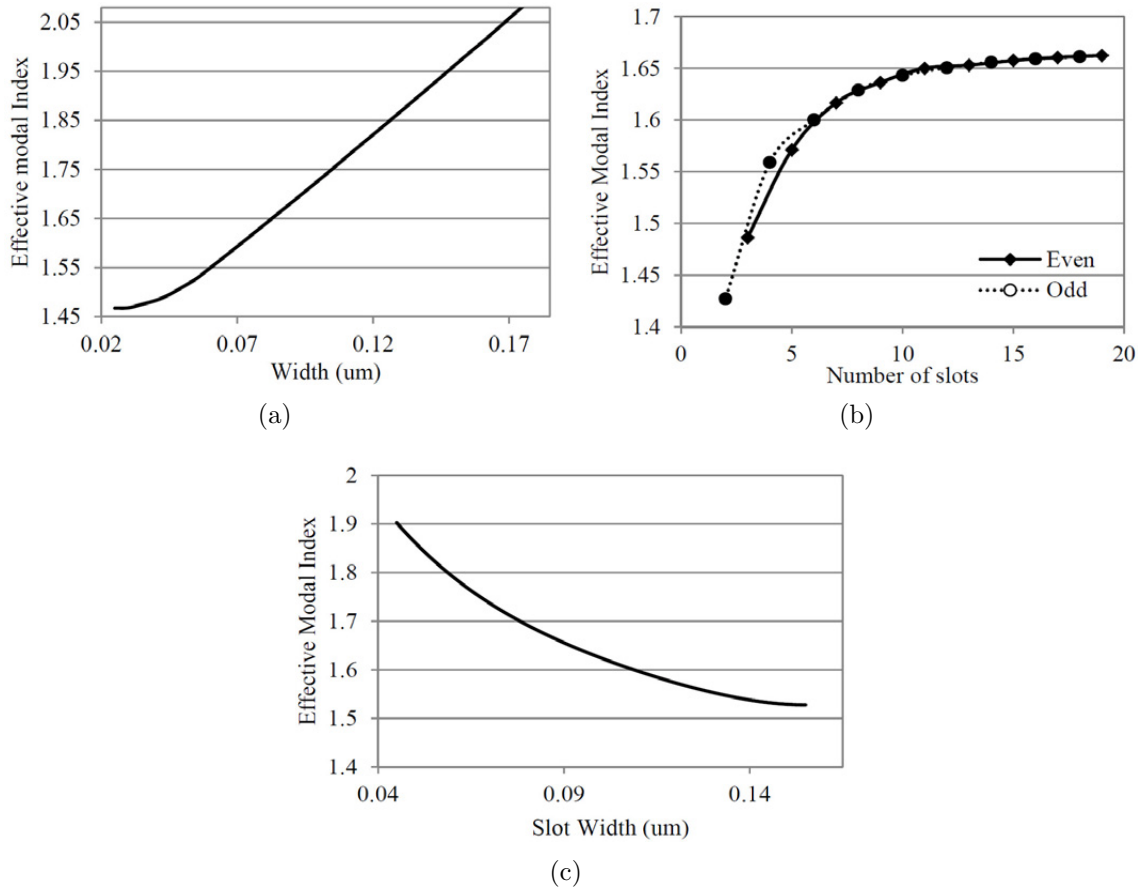 Effective modal Index
2.05
1.95
1.85
1.75
1.65
1.55
1.45
0.02 0.07 0.12 0.17
Width (um)
(a)
Effective Modal Index
1.7
1.65
1.6
1.55
1.5
1.45
1.4
Even
Odd
0 5 10 15 20
Number of slots
(b)
Effective Modal Index
2
1.9
1.8
1.7
1.6
1.5
1.4
0.04 0.09 0.14
Slot Width (um)
(c)